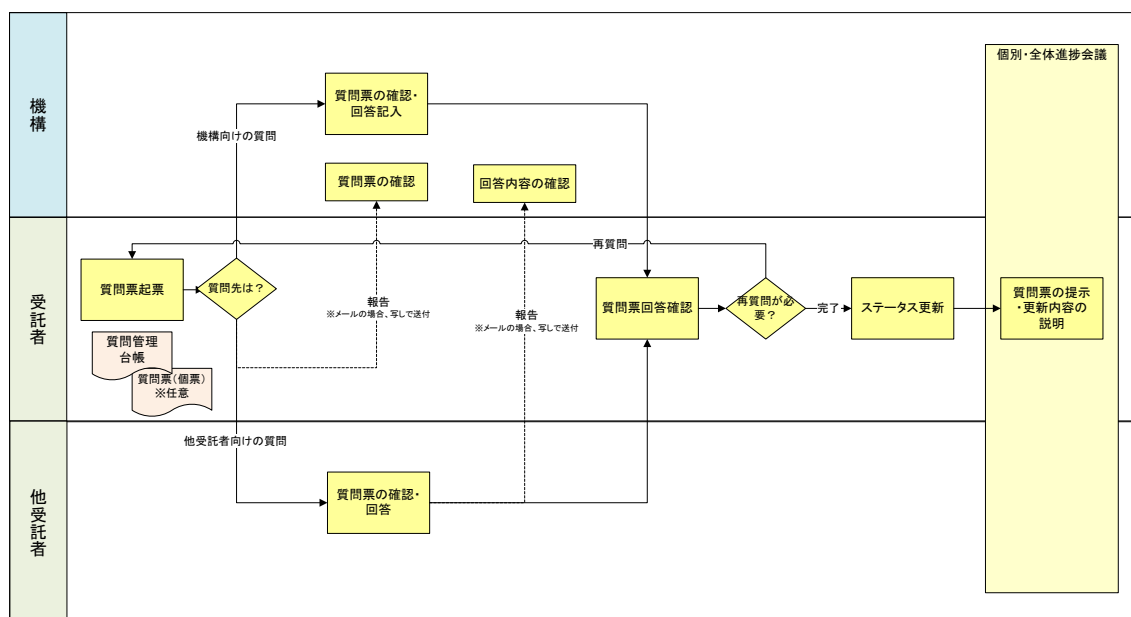 機構
個別・全体進捗会議
質問票の確認・
回答記入
機構向けの質問
質問票の確認
回答内容の確認
受託者
再質問
質問票起票
質問先は？
報告
※メールの場合、写しで送付
報告
※メールの場合、写しで送付
質問票回答確認
再質問が必
要？
完了
ステータス更新
質問票の提示
・更新内容の
説明
質問管理
台帳
質問票（個票）
※任意
他受託者
他受託者向けの質問
質問票の確認・
回答